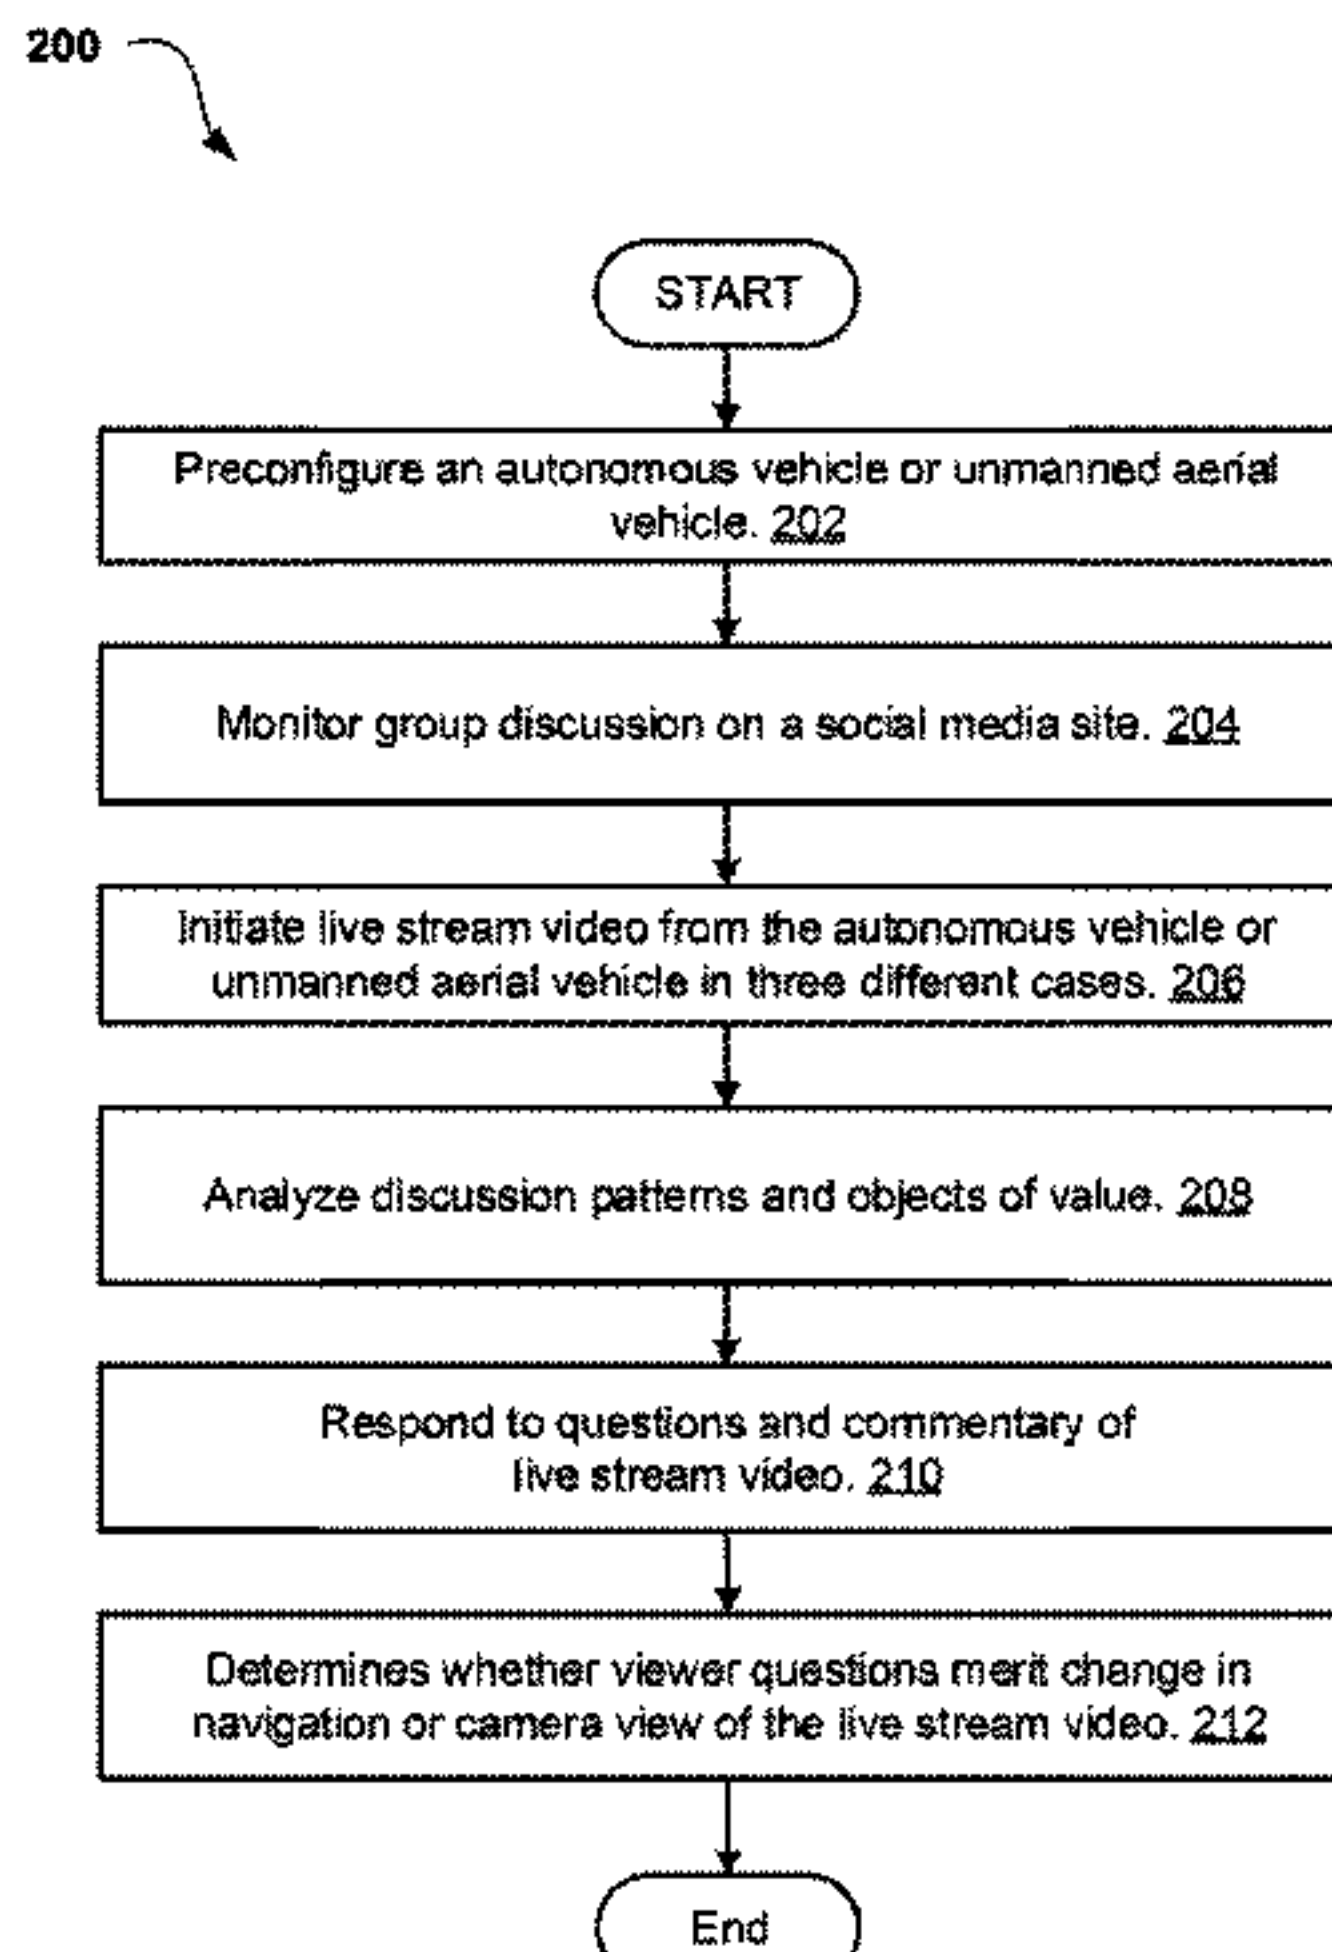 200
START
Preconfigure an autonomous vehicle or unmanned aerial
vehicle. 202
Monitor group discussion on a social media site. 204
Initiate live stream video from the autonomous vehicle or
unmanned aerial vehicle in three different cases. 206
Analyze discussion patterns and objects of value. 208
Respond to questions and commentary of
live stream video. 210
Determines whether viewer questions merit change in
navigation or camera view of the live stream video. 212
End